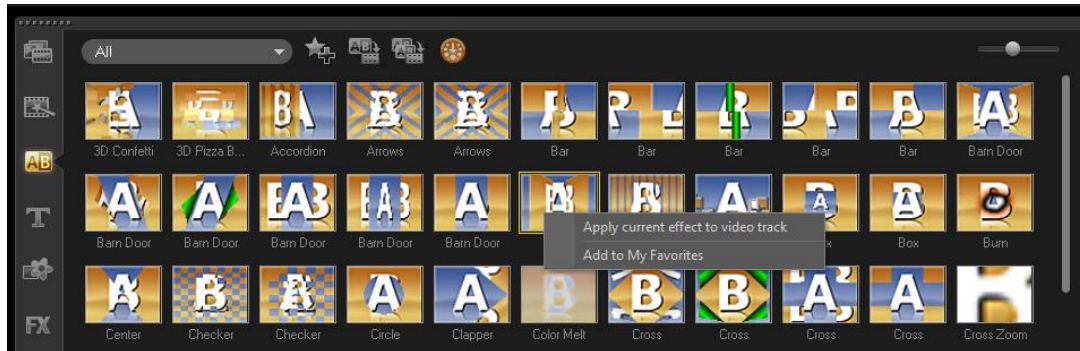 All
3D Confetti 3D Pizza B... Accordion Arrows Arrows Bar Bar Bar Bar Bar Barn Door
AB
Barn Door Barn Door Barn Door Barn Door Barn Door Box Burn
Apply current effect to video track
Add to My Favorites
T
Center Checker Checker Circle Clapper Color Melt Cross Cross Cross Cross Cross Zoom
FX